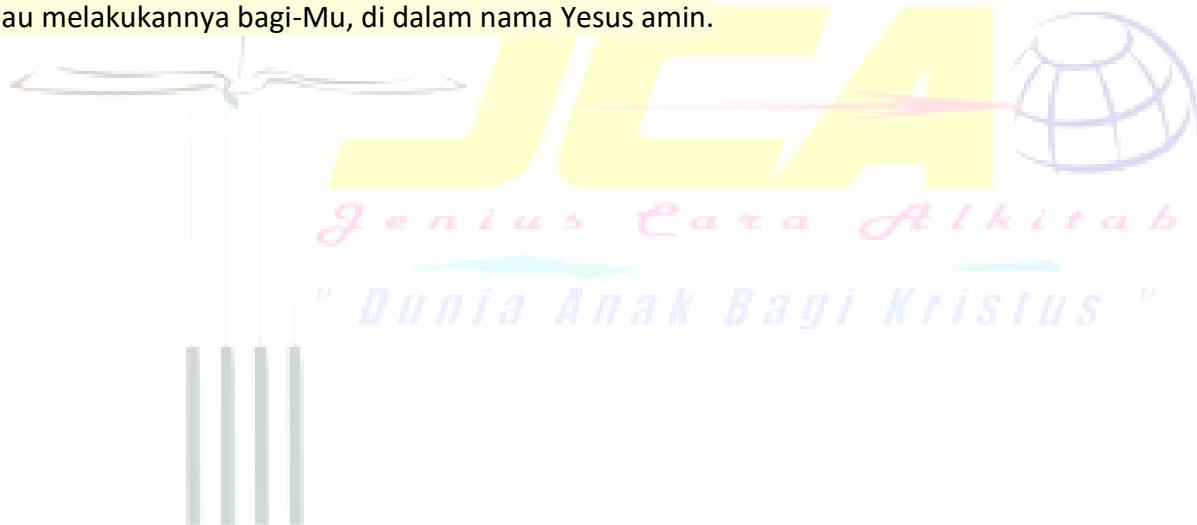 au melakukannya bagi-Mu, di dalam nama Yesus amin.
JCA
Jenius Cara Alkitab
" Dunia Anak Bagi Kristus "